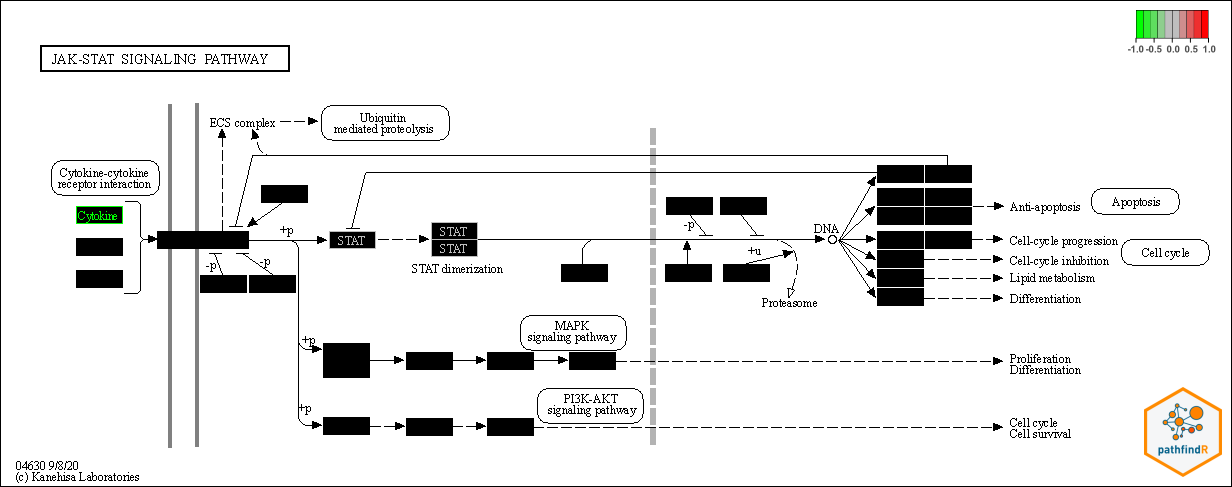 -1.0 -0.5 0.0 0.5 1.0
JAK-STAT SIGNALING PATHWAY
ECS complex
Ubiquitin
mediated proteolysis
Cytokine-cytokine
receptor interaction
Cytokine
+p
STAT
STAT
STAT
STAT dimerization
-p
-p
-p
+u
DNA
Proteasome
Anti-apoptosis
Apoptosis
Cell-cycle progression
Cell-cycle inhibition
Cell cycle
Lipid metabolism
Differentiation
+p
MAPK
signaling pathway
Proliferation
Differentiation
+p
PI3K-AKT
signaling pathway
Cell cycle
Cell survival
pathfindR
04630 9/8/20
(c) Kanehisa Laboratories